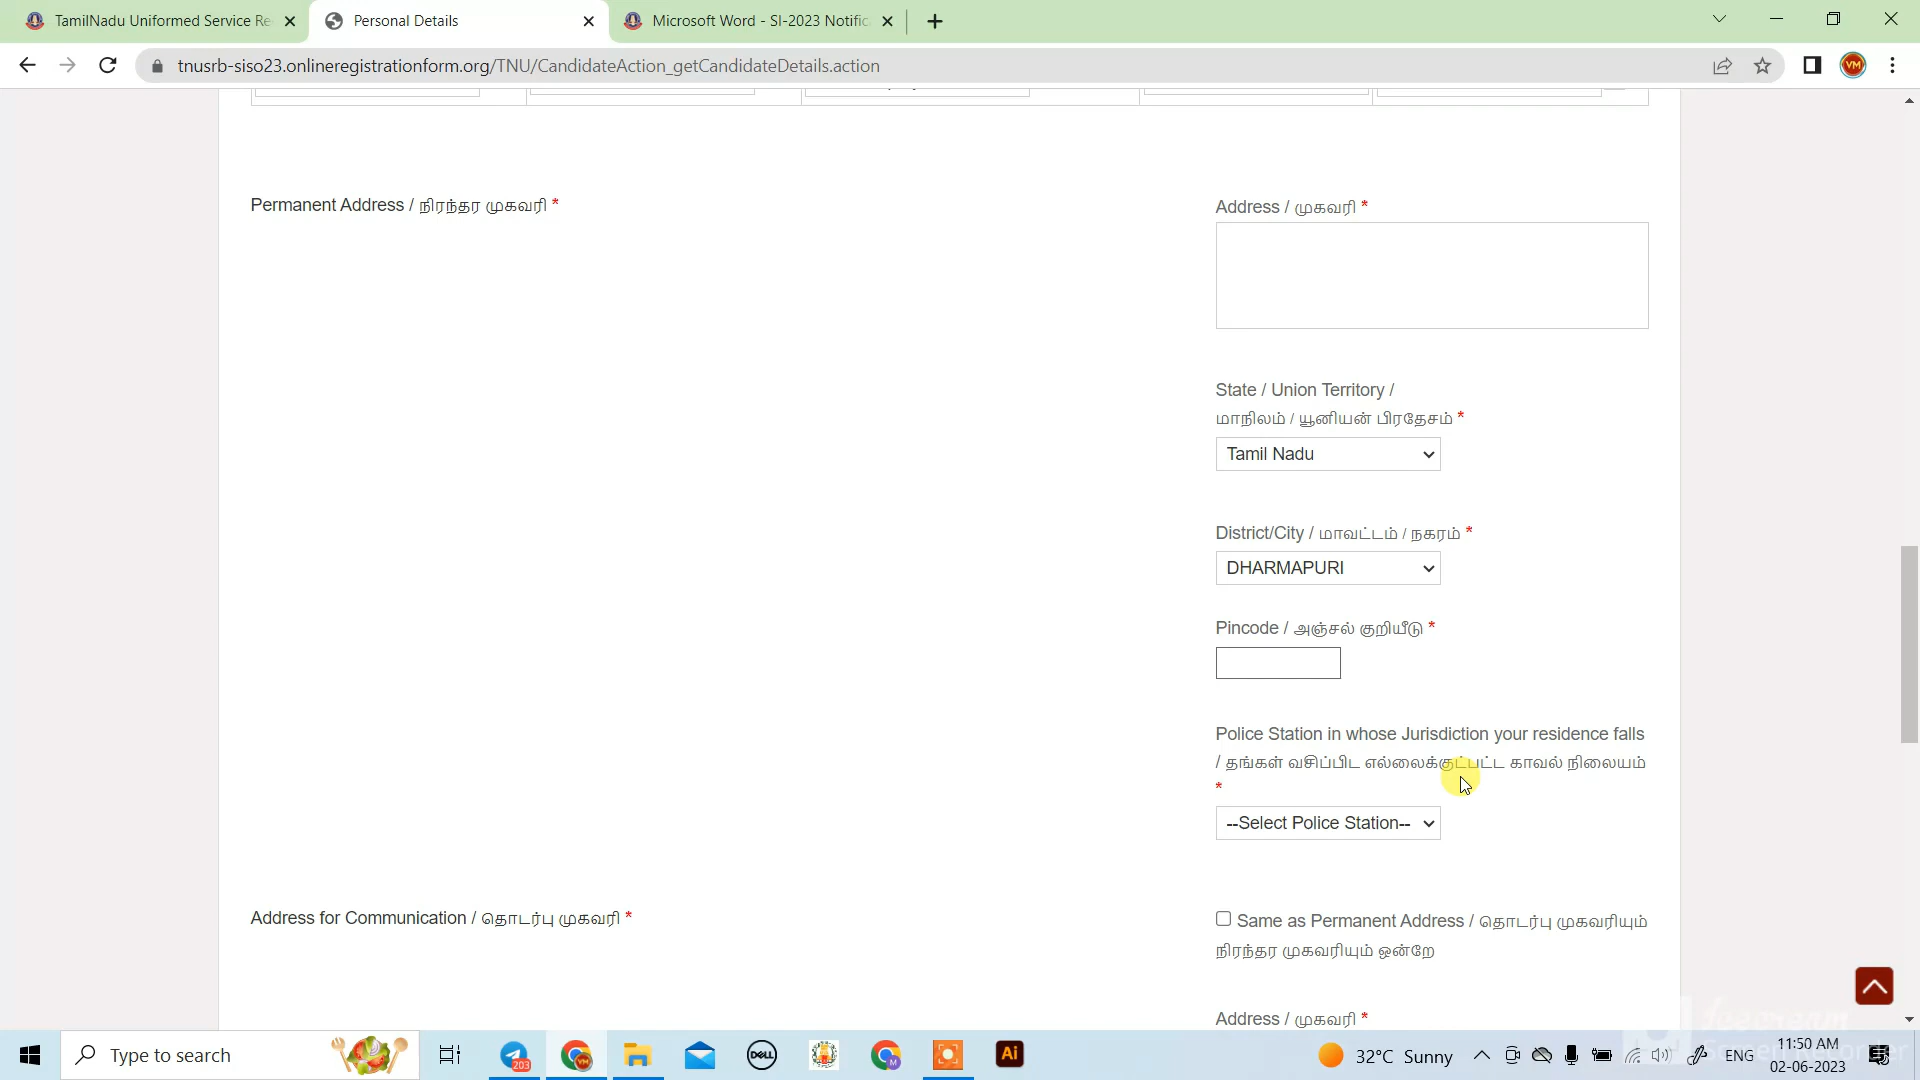 TamilNadu Uniformed Service Re
Personal Details
Microsoft Word - SI-2023 Notific
tnusrb-siso23.onlineregistrationform.org/TNU/CandidateAction_getCandidateDetails.action
VM
Permanent Address / நிரந்தர முகவரி *
Address / முகவரி *
State / Union Territory /
மாநிலம் / யூனியன் பிரதேசம் *
Tamil Nadu
District/City / மாவட்டம் / நகரம் *
DHARMAPURI
Pincode / அஞ்சல் குறியீடு *
Police Station in whose Jurisdiction your residence falls
/ தங்கள் வசிப்பிட எல்லைக்குட்பட்ட காவல் நிலையம்
*
--Select Police Station--
Address for Communication / தொடர்பு முகவரி *
Same as Permanent Address / தொடர்பு முகவரியும்
நிரந்தர முகவரியும் ஒன்றே
Address / முகவரி *
Type to search
203
DELL
Ai
32°C Sunny
ENG
11:50 AM
02-06-2023